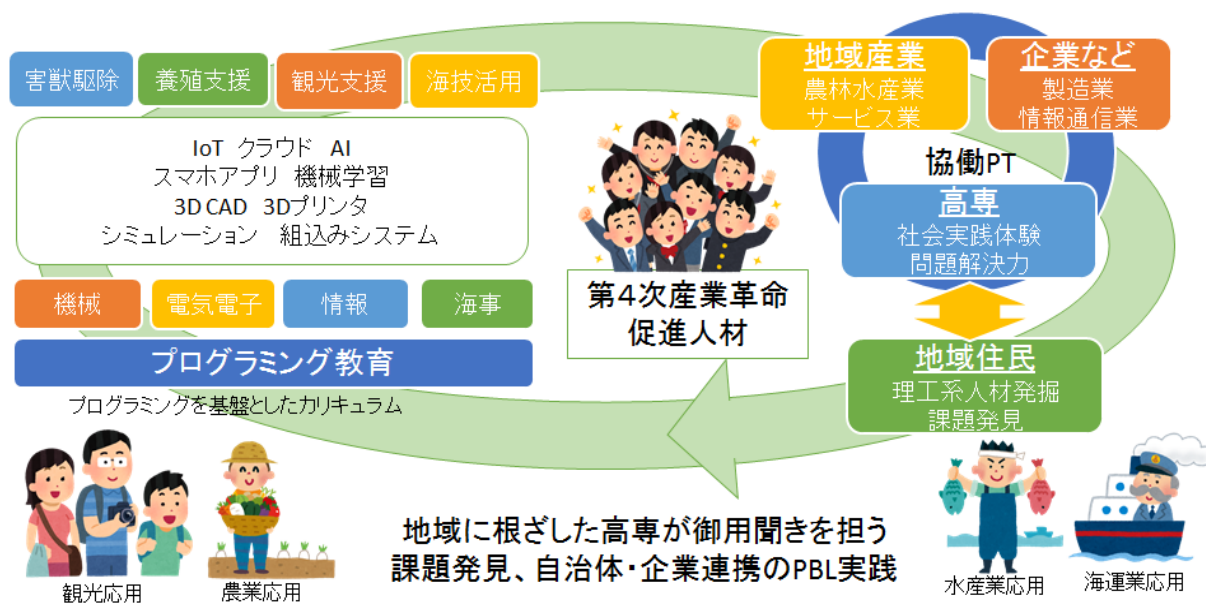 害獣駆除
養殖支援
観光支援
海技活用
IoT クラウド AI
スマホアプリ 機械学習
3D CAD 3Dプリンタ
シミュレーション 組込みシステム
機械
電気電子
情報
海事
プログラミング教育
プログラミングを基盤としたカリキュラム
第4次産業革命
促進人材
地域産業
農林水産業
サービス業
企業など
製造業
情報通信業
協働PT
高専
社会実践体験
問題解決力
地域住民
理工系人材発掘
課題発見
観光応用
農業応用
地域に根ざした高専が御用聞きを担う
課題発見、自治体・企業連携のPBL実践
水産業応用
海運業応用